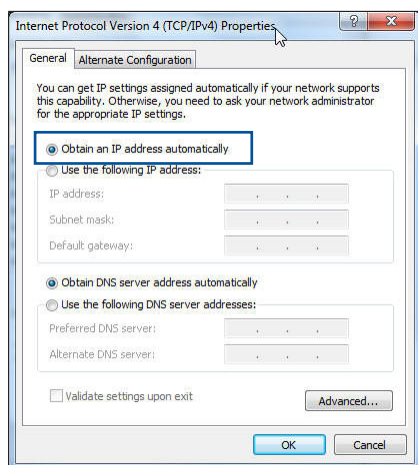 Internet Protocol Version 4 (TCP/IPv4) Properties
General
Alternate Configuration
You can get IP settings assigned automatically if your network supports
this capability. Otherwise, you need to ask your network administrator
for the appropriate IP settings.
Obtain an IP address automatically
Use the following IP address:
IP address:
Subnet mask:
Default gateway:
Obtain DNS server address automatically
Use the following DNS server addresses:
Preferred DNS server:
Alternate DNS server:
Validate settings upon exit
Advanced...
OK
Cancel